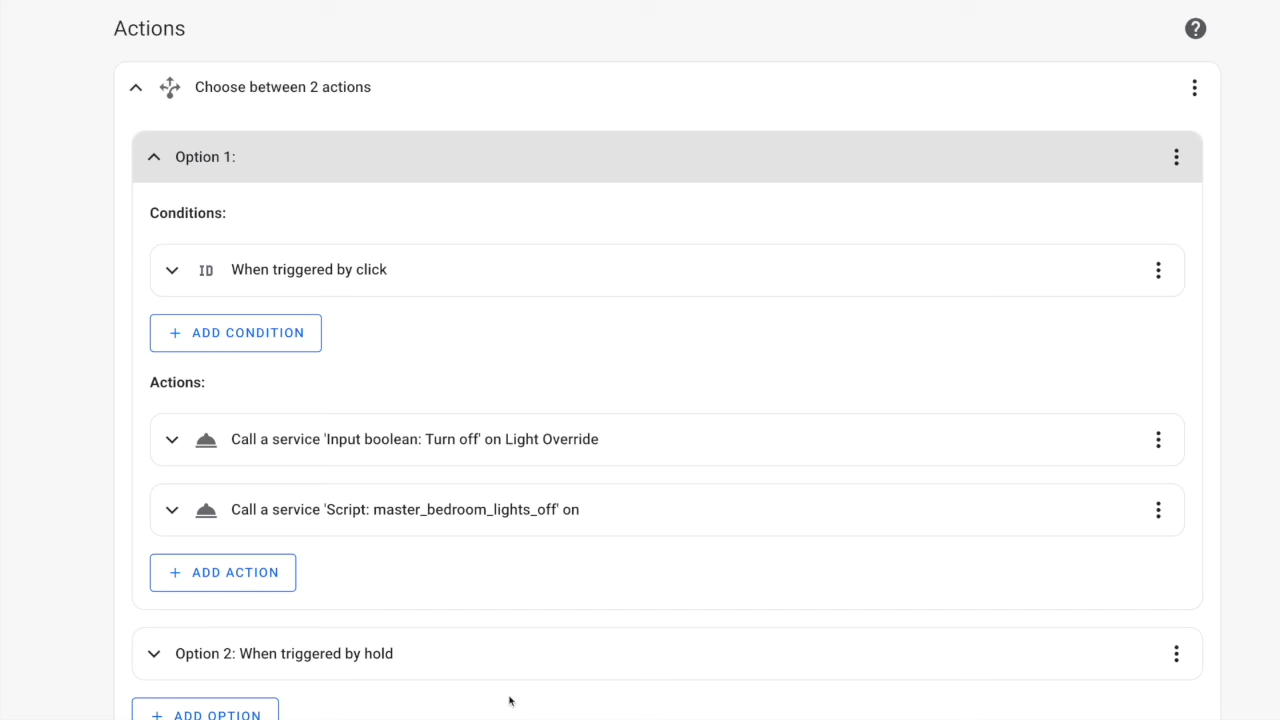 Actions
?
Choose between 2 actions
Option 1:
Conditions:
ID When triggered by click
+ ADD CONDITION
Actions:
Call a service 'Input boolean: Turn off' on Light Override
Call a service 'Script: master_bedroom_lights_off' on
+ ADD ACTION
Option 2: When triggered by hold
+ ADD OPTION